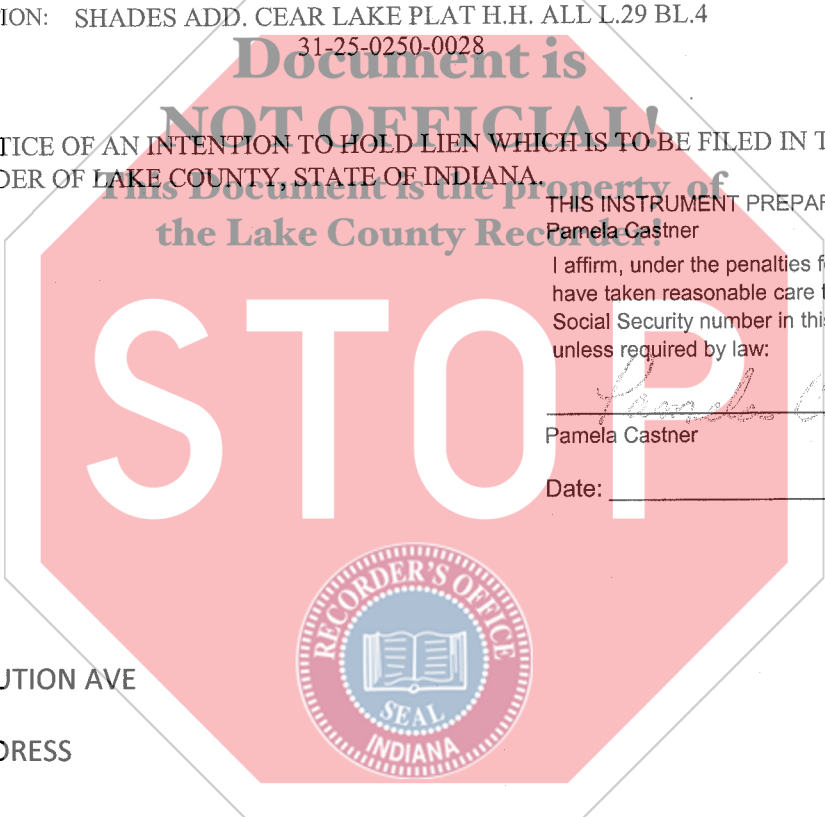 ION: SHADES ADD. CEAR LAKE PLAT H.H. ALL L.29 BL.4
31-25-0250-0028
Document is
NOT OFFICIAL!
TICE OF AN INTENTION TO HOLD LIEN WHICH IS TO BE FILED IN T
DER OF LAKE COUNTY, STATE OF INDIANA.
This Document is the property of
the Lake County Recorder!
THIS INSTRUMENT PREPAR
Pamela Castner
I affirm, under the penalties f
have taken reasonable care t
Social Security number in this
unless required by law:
Pamela C
Pamela Castner
Date:
STOP
RECORDER'S OFFICE
SEAL
INDIANA
UTION AVE
DRESS